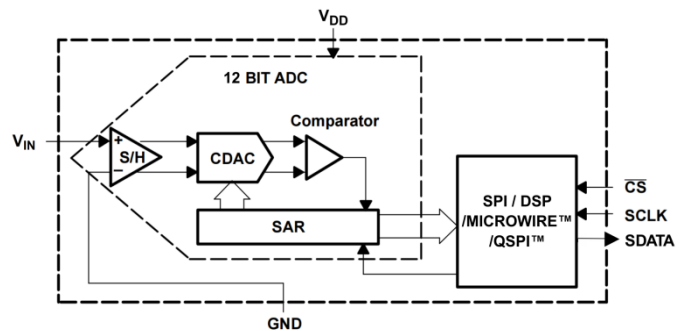 VDD
12 BIT ADC
Comparator
VIN
+
S/H
−
CDAC
SAR
SPI / DSP
/MICROWIRE™
/QSPI™
CS
SCLK
SDATA
GND